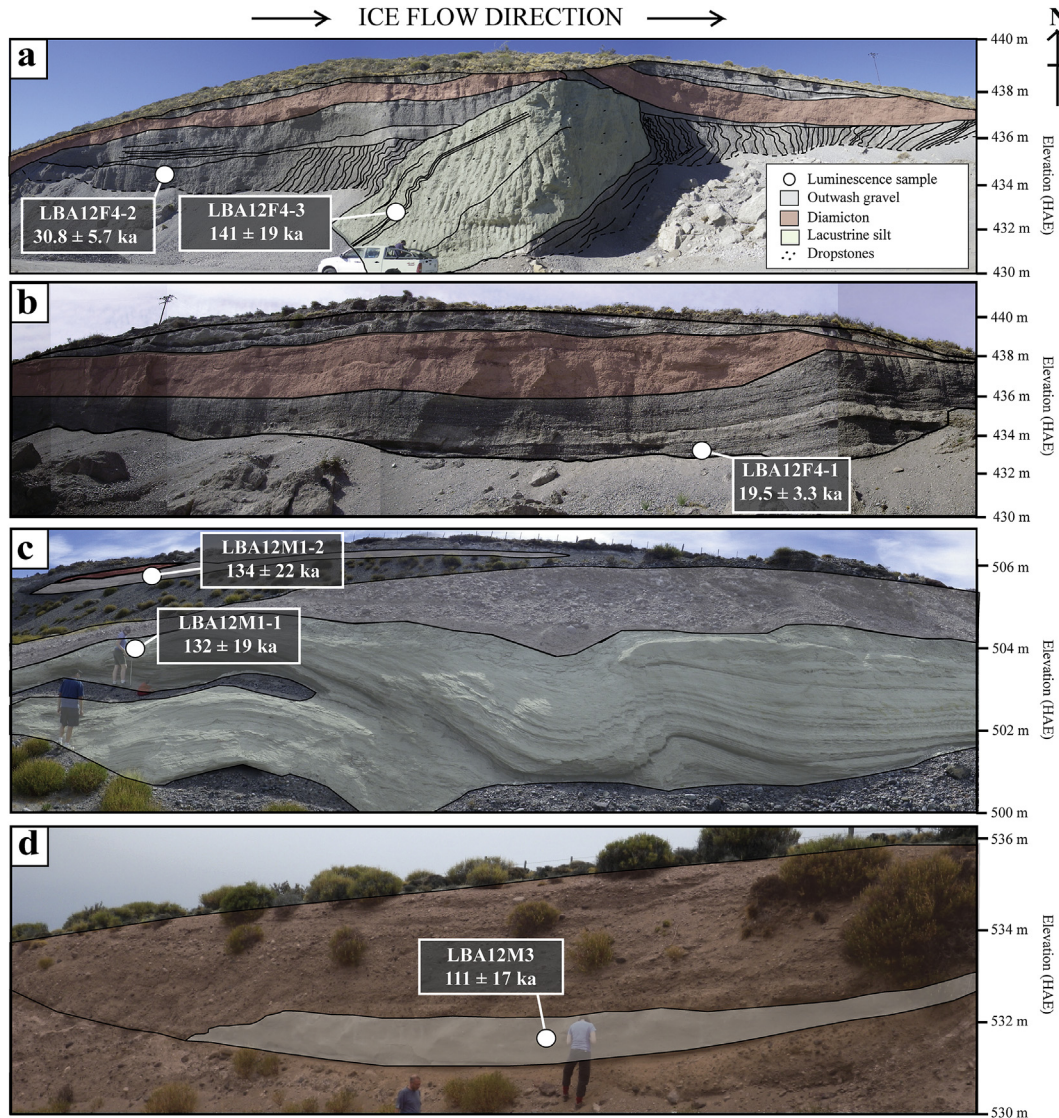 ICE FLOW DIRECTION
N
a
440 m
438 m
436 m
434 m
432 m
430 m
Elevation (HAE)
LBA12F4-2
30.8 ± 5.7 ka
LBA12F4-3
141 ± 19 ka
Luminescence sample
Outwash gravel
Diamicton
Lacustrine silt
Dropstones
b
440 m
438 m
436 m
434 m
432 m
430 m
Elevation (HAE)
LBA12F4-1
19.5 ± 3.3 ka
c
506 m
504 m
502 m
500 m
Elevation (HAE)
LBA12M1-2
134 ± 22 ka
LBA12M1-1
132 ± 19 ka
d
536 m
534 m
532 m
530 m
Elevation (HAE)
LBA12M3
111 ± 17 ka